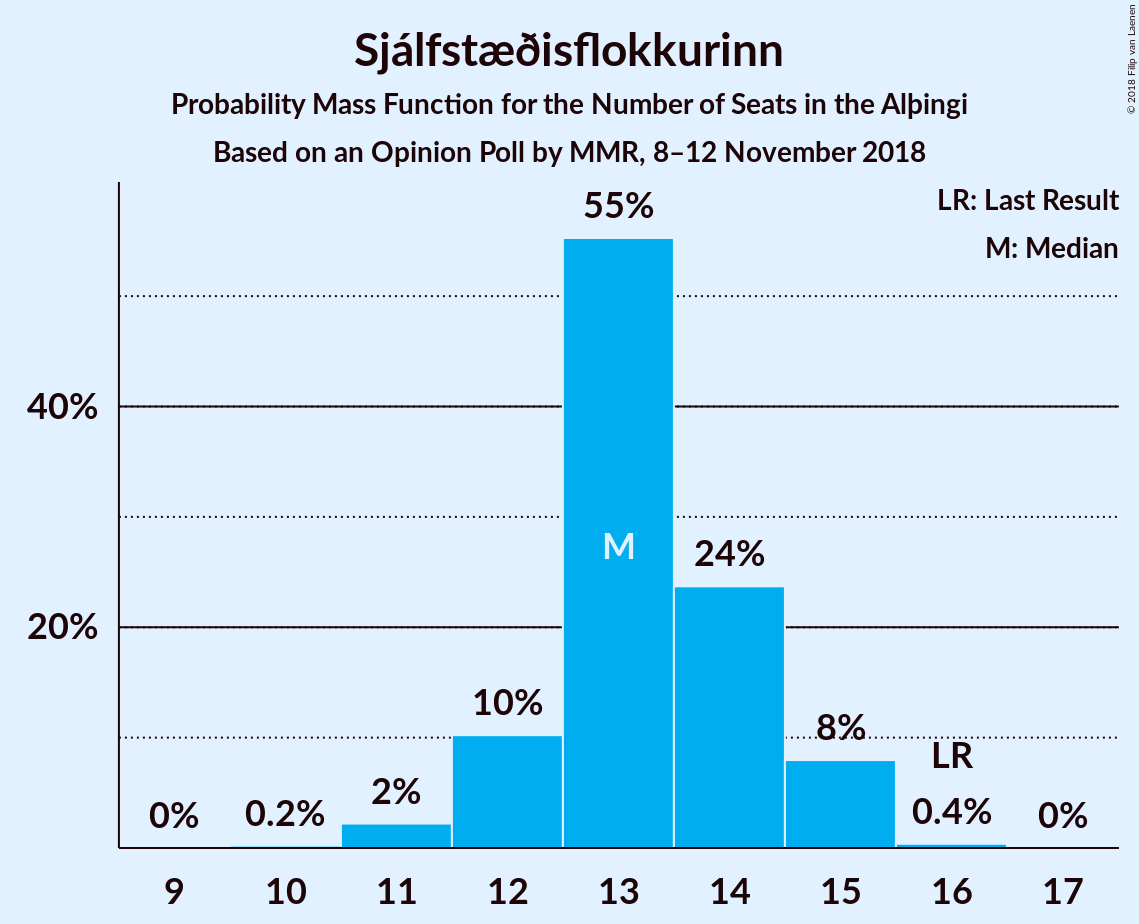 Sjálfstæðisflokkurinn
Probability Mass Function for the Number of Seats in the Alþingi
Based on an Opinion Poll by MMR, 8–12 November 2018
© 2018 Filip van Laenen
LR: Last Result
M: Median
55%
40%
M
24%
20%
10%
8%
LR
2%
0%
0.2%
0.4%
0%
9 10 11 12 13 14 15 16 17